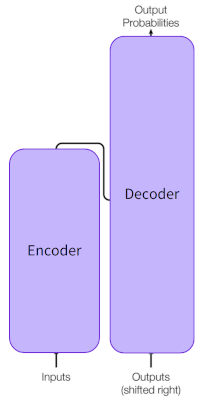 Output
Probabilities
Decoder
Encoder
Inputs
Outputs
(shifted right)